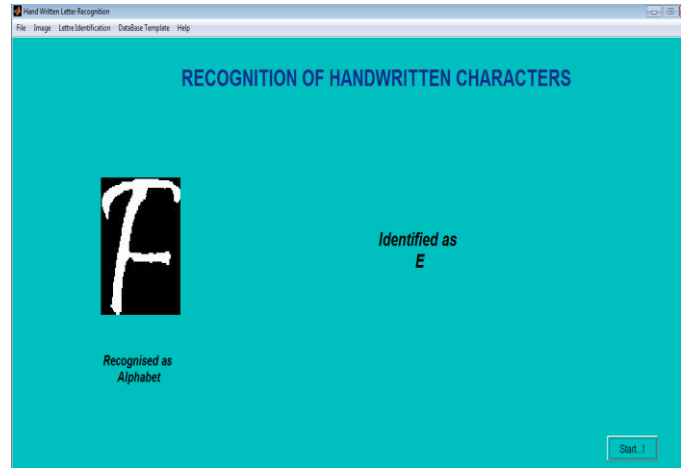 Hand Written Letter Recognition
File Image Lettre Identification DataBase Template Help
RECOGNITION OF HANDWRITTEN CHARACTERS
F
Identified as
E
Recognised as
Alphabet
Start..!